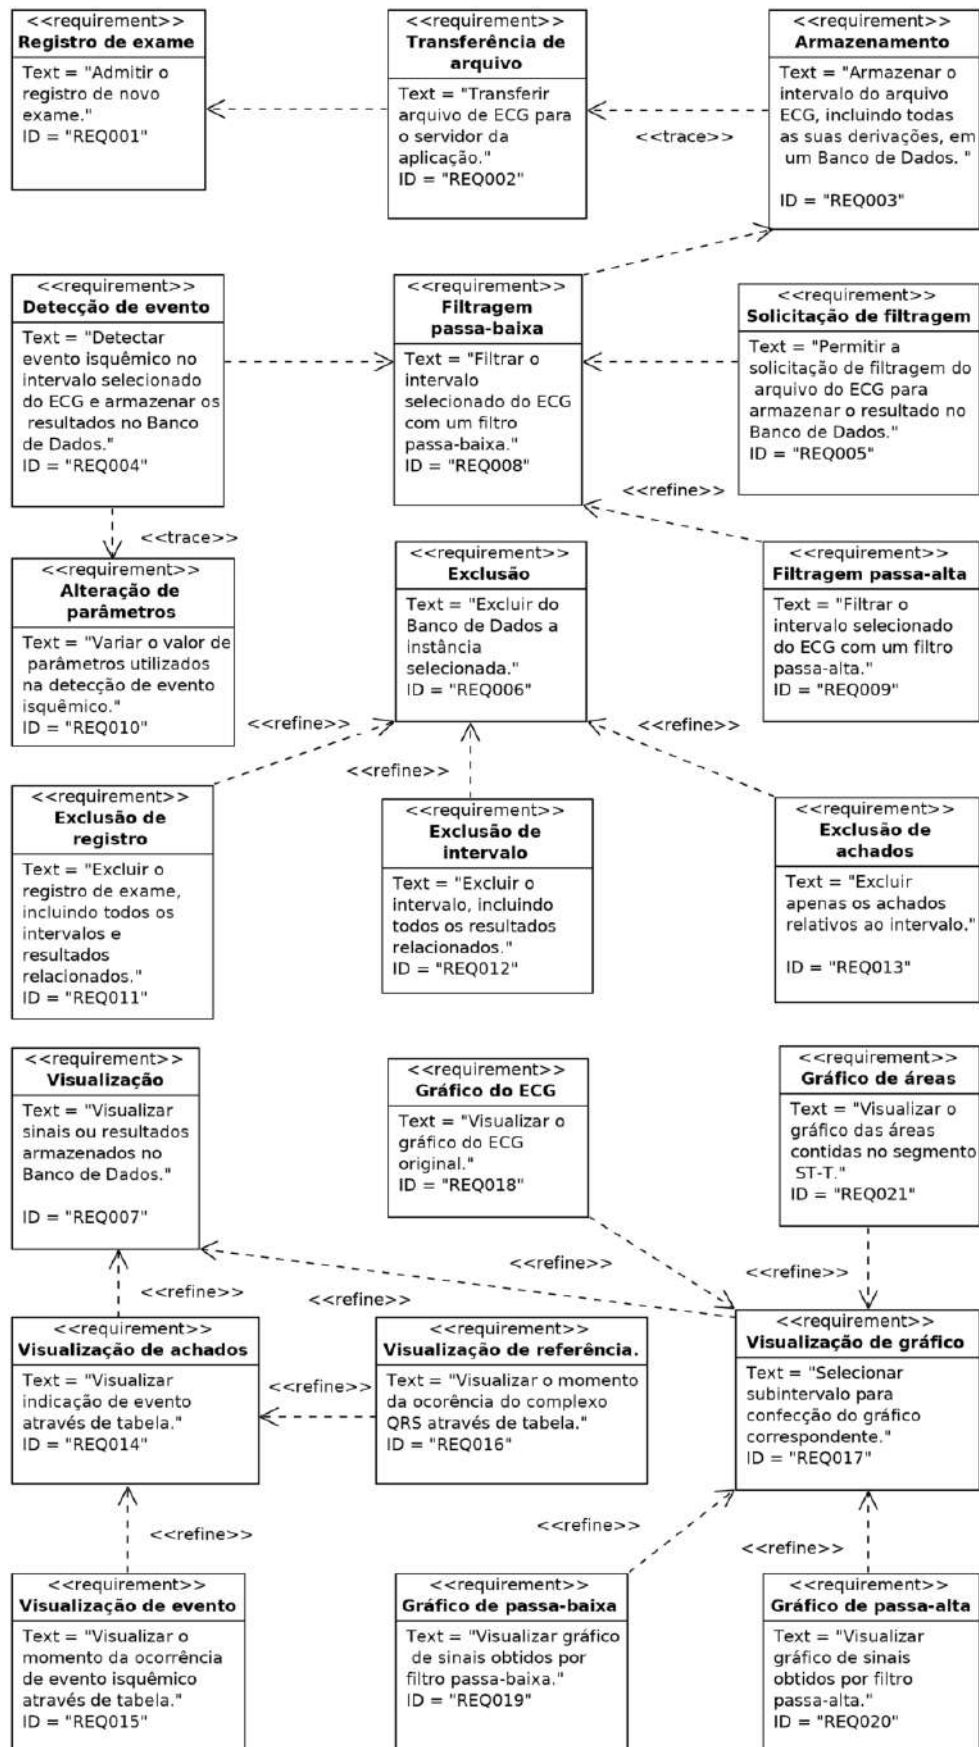 <<requirement>>
Registro de exame
Text = "Admitir o
registro de novo
exame."
ID = "REQ001"
<<requirement>>
Transferência de
arquivo
Text = "Transferir
arquivo de ECG para
o servidor da
aplicação."
ID = "REQ002"
<<trace>>
<<requirement>>
Armazenamento
Text = "Armazenar o
intervalo do arquivo
ECG, incluindo todas
as suas derivações, em
um Banco de Dados. "
ID = "REQ003"
<<requirement>>
Detecção de evento
Text = "Detectar
evento isquêmico no
intervalo selecionado
do ECG e armazenar os
resultados no Banco
de Dados."
ID = "REQ004"
<<requirement>>
Filtragem
passa-baixa
Text = "Filtrar o
intervalo
selecionado do ECG
com um filtro
passa-baixa."
ID = "REQ008"
<<requirement>>
Solicitação de filtragem
Text = "Permitir a
solicitação de filtragem do
arquivo do ECG para
armazenar o resultado no
Banco de Dados."
ID = "REQ005"
<<refine>>
<<trace>>
<<requirement>>
Alteração de
parâmetros
Text = "Variar o valor de
parâmetros utilizados
na detecção de evento
isquêmico."
ID = "REQ010"
<<requirement>>
Exclusão
Text = "Excluir do
Banco de Dados a
instância
selecionada."
ID = "REQ006"
<<requirement>>
Filtragem passa-alta
Text = "Filtrar o
intervalo selecionado
do ECG com um filtro
passa-alta."
ID = "REQ009"
<<refine>>
<<refine>>
<<refine>>
<<requirement>>
Exclusão de
registro
Text = "Excluir o
registro de exame,
incluindo todos os
intervalos e
resultados
relacionados."
ID = "REQ011"
<<requirement>>
Exclusão de
intervalo
Text = "Excluir o
intervalo, incluindo
todos os resultados
relacionados."
ID = "REQ012"
<<requirement>>
Exclusão de
achados
Text = "Excluir
apenas os achados
relativos ao intervalo."
ID = "REQ013"
<<requirement>>
Visualização
Text = "Visualizar
sinais ou resultados
armazenados no
Banco de Dados."
ID = "REQ007"
<<requirement>>
Gráfico do ECG
Text = "Visualizar o
gráfico do ECG
original."
ID = "REQ018"
<<requirement>>
Gráfico de áreas
Text = "Visualizar o
gráfico das áreas
contidas no segmento
ST-T."
ID = "REQ021"
<<refine>>
<<refine>>
<<refine>>
<<requirement>>
Visualização de achados
Text = "Visualizar
indicação de evento
através de tabela."
ID = "REQ014"
<<refine>>
<<requirement>>
Visualização de referência.
Text = "Visualizar o momento
da ocorência do complexo
QRS através de tabela."
ID = "REQ016"
<<requirement>>
Visualização de gráfico
Text = "Selecionar
subintervalo para
confecção do gráfico
correspondente."
ID = "REQ017"
<<refine>>
<<refine>>
<<refine>>
<<requirement>>
Visualização de evento
Text = "Visualizar o
momento da ocorrência
de evento isquêmico
através de tabela."
ID = "REQ015"
<<requirement>>
Gráfico de passa-baixa
Text = "Visualizar gráfico
de sinais obtidos por
filtro passa-baixa."
ID = "REQ019"
<<requirement>>
Gráfico de passa-alta
Text = "Visualizar
gráfico de sinais
obtidos por filtro
passa-alta."
ID = "REQ020"